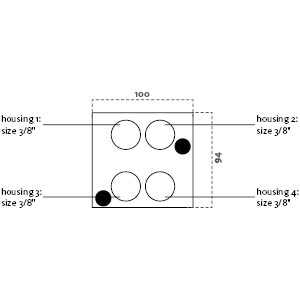 100
housing 1:
size 3/8"
housing 2:
size 3/8"
94
housing 3:
size 3/8"
housing 4:
size 3/8"